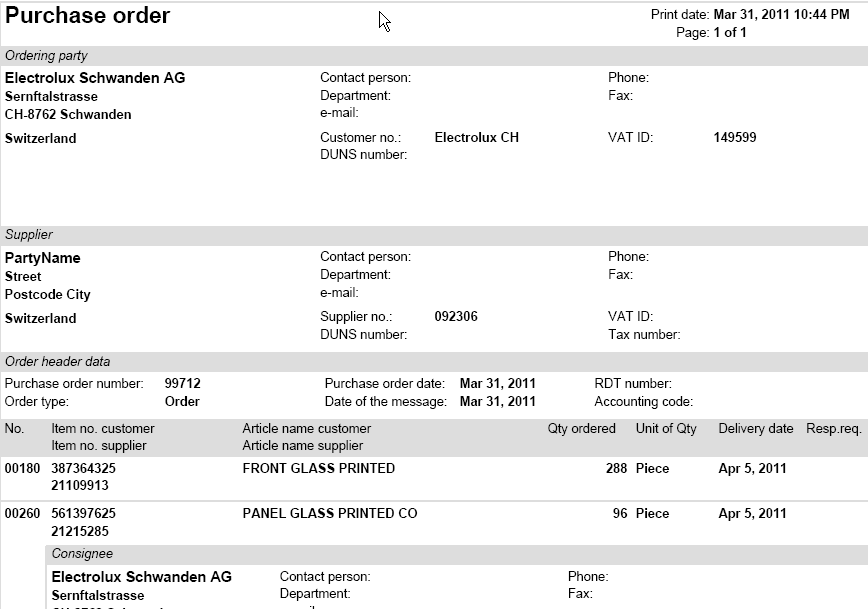 Purchase order
Print date: Mar 31, 2011 10:44 PM
Page: 1 of 1
Ordering party
Electrolux Schwanden AG Contact person: Phone:
Sernftalstrasse Department: Fax:
CH-8762 Schwanden e-mail:
Switzerland Customer no.: Electrolux CH VAT ID: 149599
DUNS number:
Supplier
PartyName Contact person: Phone:
Street Department: Fax:
Postcode City e-mail:
Switzerland Supplier no.: 092306 VAT ID:
DUNS number: Tax number:
Order header data
Purchase order number: 99712 Purchase order date: Mar 31, 2011 RDT number:
Order type: Order Date of the message: Mar 31, 2011 Accounting code:
No. Item no. customer Article name customer Qty ordered Unit of Qty Delivery date Resp.req.
Item no. supplier Article name supplier
00180 387364325 FRONT GLASS PRINTED 288 Piece Apr 5, 2011
21109913
00260 561397625 PANEL GLASS PRINTED CO 96 Piece Apr 5, 2011
21215285
Consignee
Electrolux Schwanden AG Contact person: Phone:
Sernftalstrasse Department: Fax: